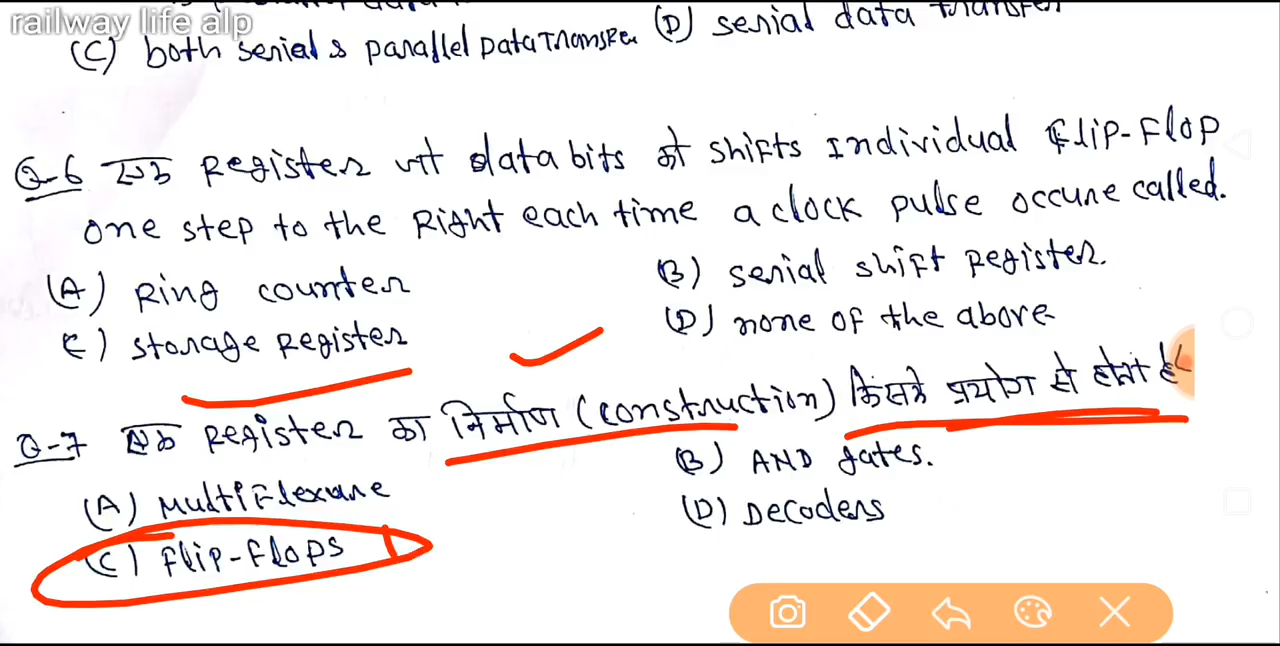 railway life alp
(C) both serial & parallel Data Transfer (D) serial data transfer
Q-6 एक Register जो data bits को shifts Individual flip-flop
one step to the Right each time a clock pulse occure called.
(A) Ring counter (B) serial shift register.
(C) storage register (D) none of the above
Q-7 एक Register का निर्माण (construction) किसके प्रयोग से होता है
(A) multiflexure (B) AND gates.
(C) flip-flops (D) Decoders